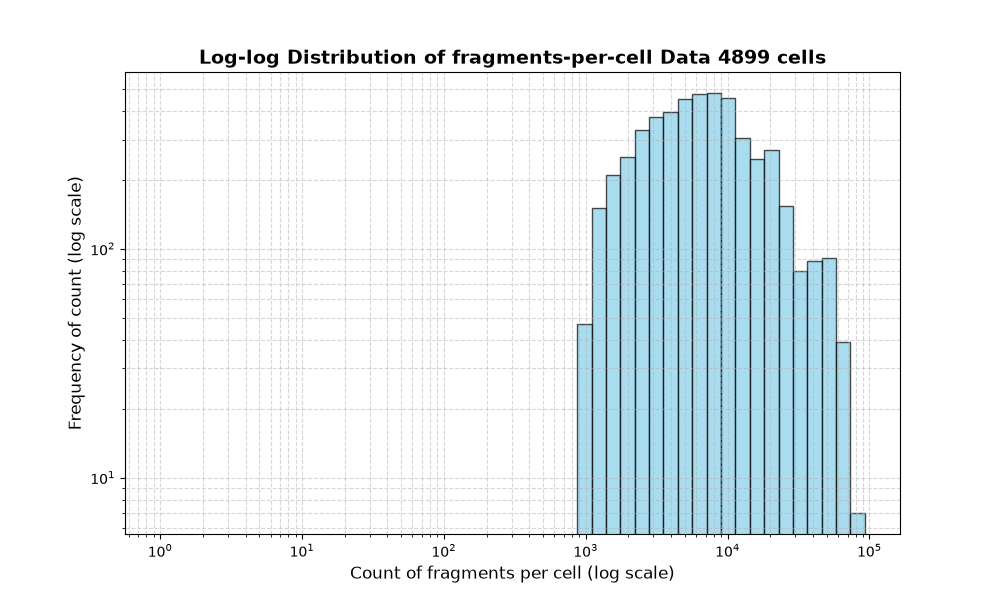 Log-log Distribution of fragments-per-cell Data 4899 cells
Frequency of count (log scale)
10²
10¹
10⁰ 10¹ 10² 10³ 10⁴ 10⁵
Count of fragments per cell (log scale)